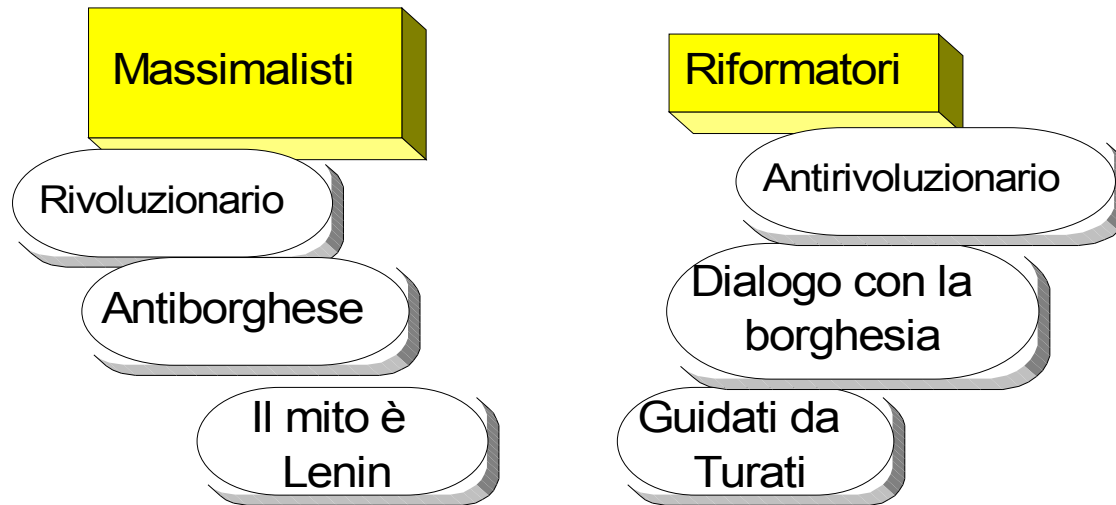 Massimalisti
Rivoluzionario
Antiborghese
Il mito è
Lenin
Riformatori
Antirivoluzionario
Dialogo con la
borghesia
Guidati da
Turati